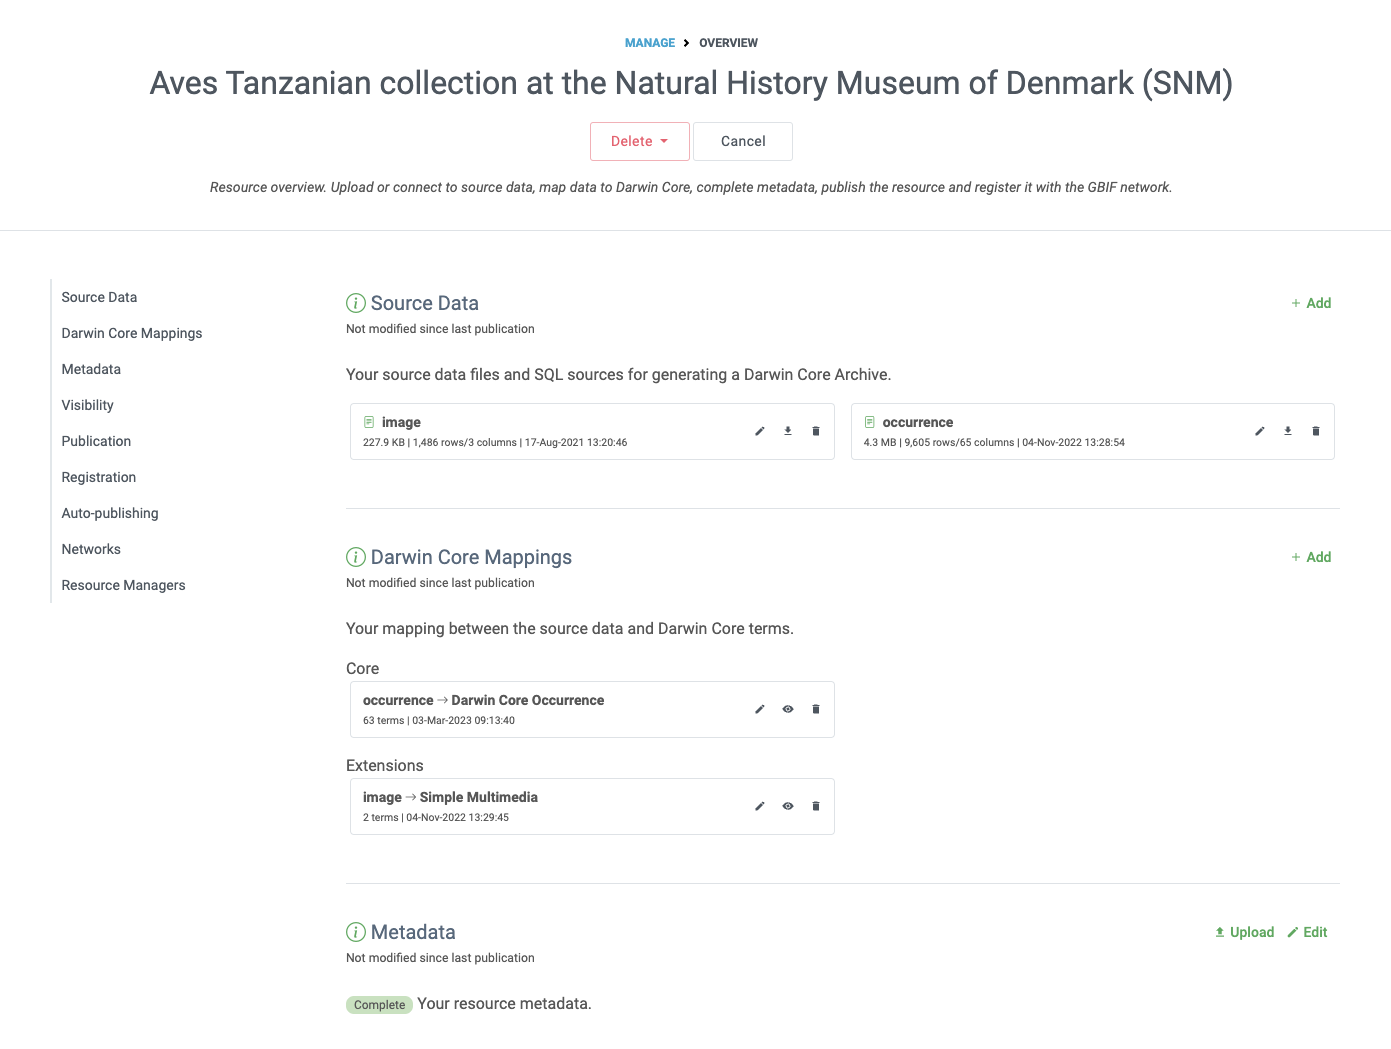 MANAGE > OVERVIEW
Aves Tanzanian collection at the Natural History Museum of Denmark (SNM)
Delete
Cancel
Resource overview. Upload or connect to source data, map data to Darwin Core, complete metadata, publish the resource and register it with the GBIF network.
Source Data
Darwin Core Mappings
Metadata
Visibility
Publication
Registration
Auto-publishing
Networks
Resource Managers
Source Data
+ Add
Not modified since last publication
Your source data files and SQL sources for generating a Darwin Core Archive.
image
227.9 KB | 1,486 rows/3 columns | 17-Aug-2021 13:20:46
occurrence
4.3 MB | 9,605 rows/65 columns | 04-Nov-2022 13:28:54
Darwin Core Mappings
+ Add
Not modified since last publication
Your mapping between the source data and Darwin Core terms.
Core
occurrence → Darwin Core Occurrence
63 terms | 03-Mar-2023 09:13:40
Extensions
image → Simple Multimedia
2 terms | 04-Nov-2022 13:29:45
Metadata
Upload
Edit
Not modified since last publication
Complete Your resource metadata.